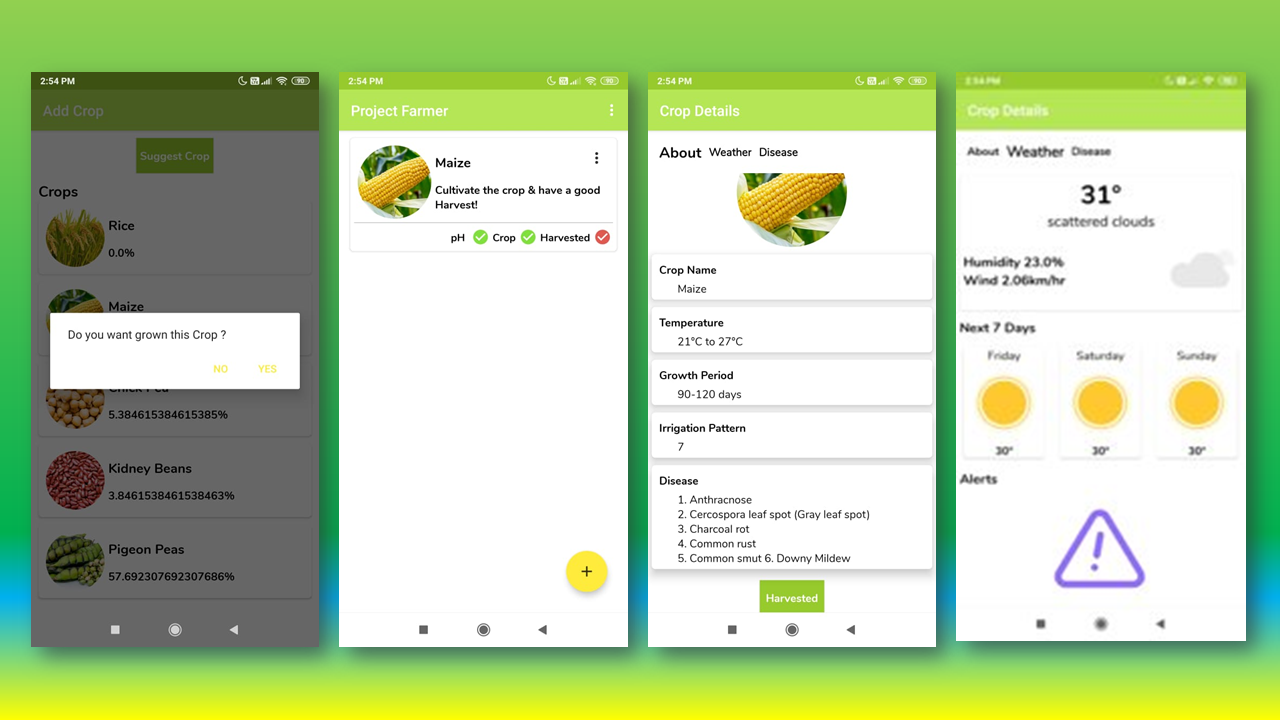 2:54 PM
90
Add Crop
Suggest Crop
Crops
Rice
0.0%
Maize
Do you want grown this Crop ?
NO YES
Chick Pea
5.384615384615385%
Kidney Beans
3.8461538461538463%
Pigeon Peas
57.692307692307686%
2:54 PM
90
Project Farmer
Maize
Cultivate the crop & have a good
Harvest!
pH Crop Harvested
+
2:54 PM
90
Crop Details
About Weather Disease
Crop Name
Maize
Temperature
21°C to 27°C
Growth Period
90-120 days
Irrigation Pattern
7
Disease
1. Anthracnose
2. Cercospora leaf spot (Gray leaf spot)
3. Charcoal rot
4. Common rust
5. Common smut 6. Downy Mildew
Harvested
2:54 PM
Crop Details
About Weather Disease
31°
scattered clouds
Humidity 23.0%
Wind 2.06km/hr
Next 7 Days
Friday Saturday Sunday
30° 30° 30°
Alerts